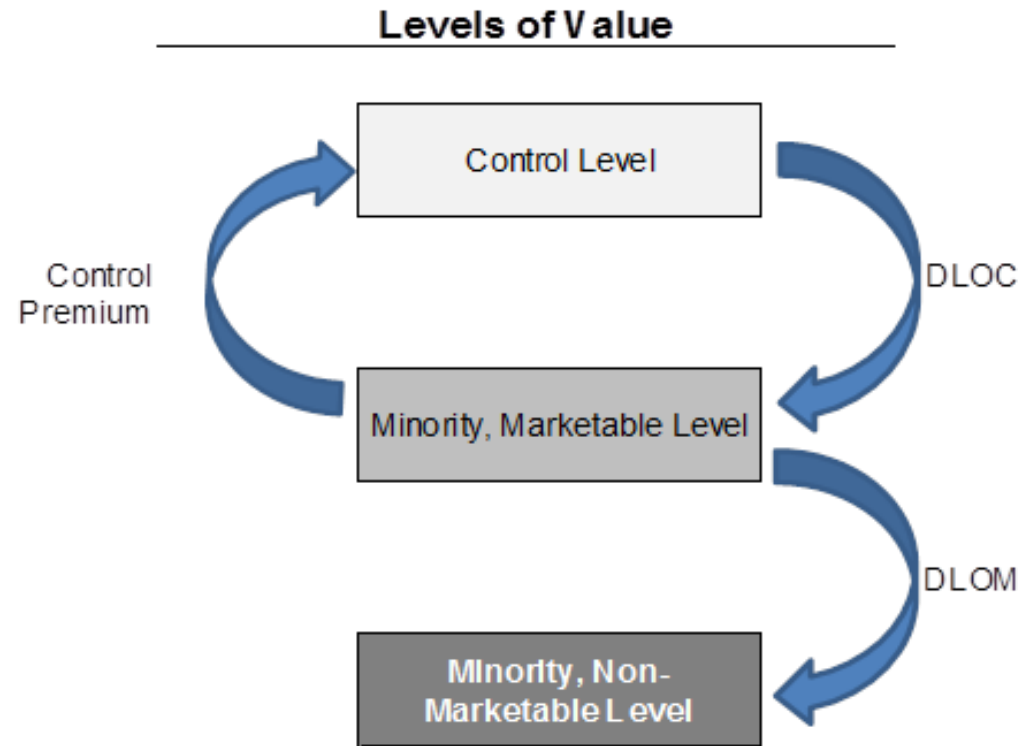 Levels of Value
Control Level
Control
Premium
DLOC
Minority, Marketable Level
DLOM
Minority, Non-
Marketable Level